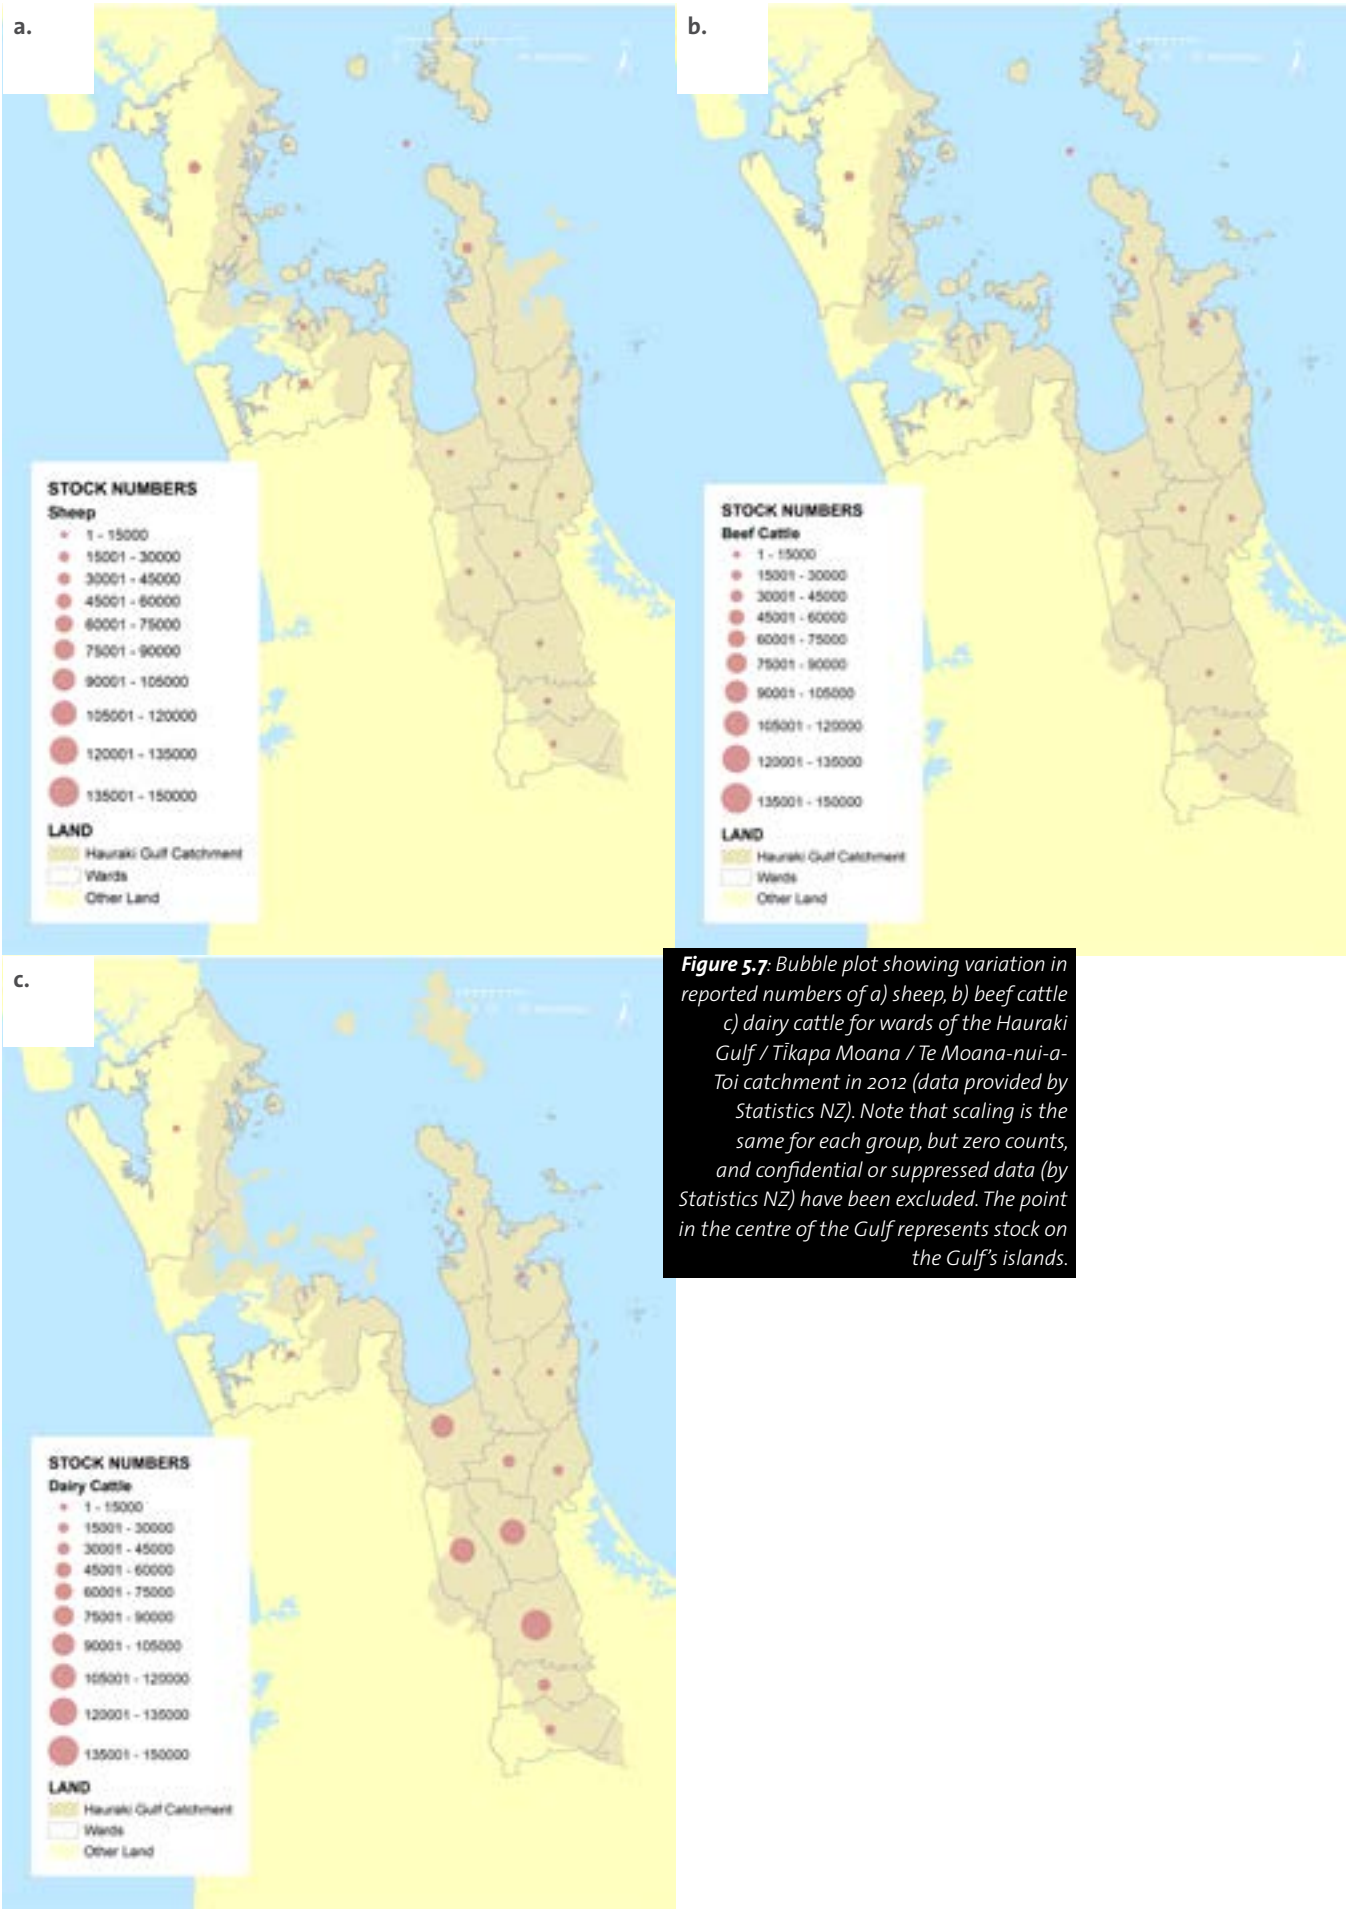 a.
STOCK NUMBERS
Sheep
1 - 15000
15001 - 30000
30001 - 45000
45001 - 60000
60001 - 75000
75001 - 90000
90001 - 105000
105001 - 120000
120001 - 135000
135001 - 150000
LAND
Hauraki Gulf Catchment
Wards
Other Land
b.
STOCK NUMBERS
Beef Cattle
1 - 15000
15001 - 30000
30001 - 45000
45001 - 60000
60001 - 75000
75001 - 90000
90001 - 105000
105001 - 120000
120001 - 135000
135001 - 150000
LAND
Hauraki Gulf Catchment
Wards
Other Land
c.
STOCK NUMBERS
Dairy Cattle
1 - 15000
15001 - 30000
30001 - 45000
45001 - 60000
60001 - 75000
75001 - 90000
90001 - 105000
105001 - 120000
120001 - 135000
135001 - 150000
LAND
Hauraki Gulf Catchment
Wards
Other Land
Figure 5.7: Bubble plot showing variation in
reported numbers of a) sheep, b) beef cattle
c) dairy cattle for wards of the Hauraki
Gulf / Tīkapa Moana / Te Moana-nui-a-
Toi catchment in 2012 (data provided by
Statistics NZ). Note that scaling is the
same for each group, but zero counts,
and confidential or suppressed data (by
Statistics NZ) have been excluded. The point
in the centre of the Gulf represents stock on
the Gulf's islands.